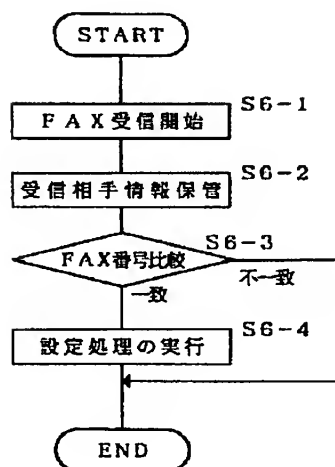 START
S6-1
FAX受信開始
S6-2
受信相手情報保管
S6-3
FAX番号比較
不一致
一致
S6-4
設定処理の実行
END